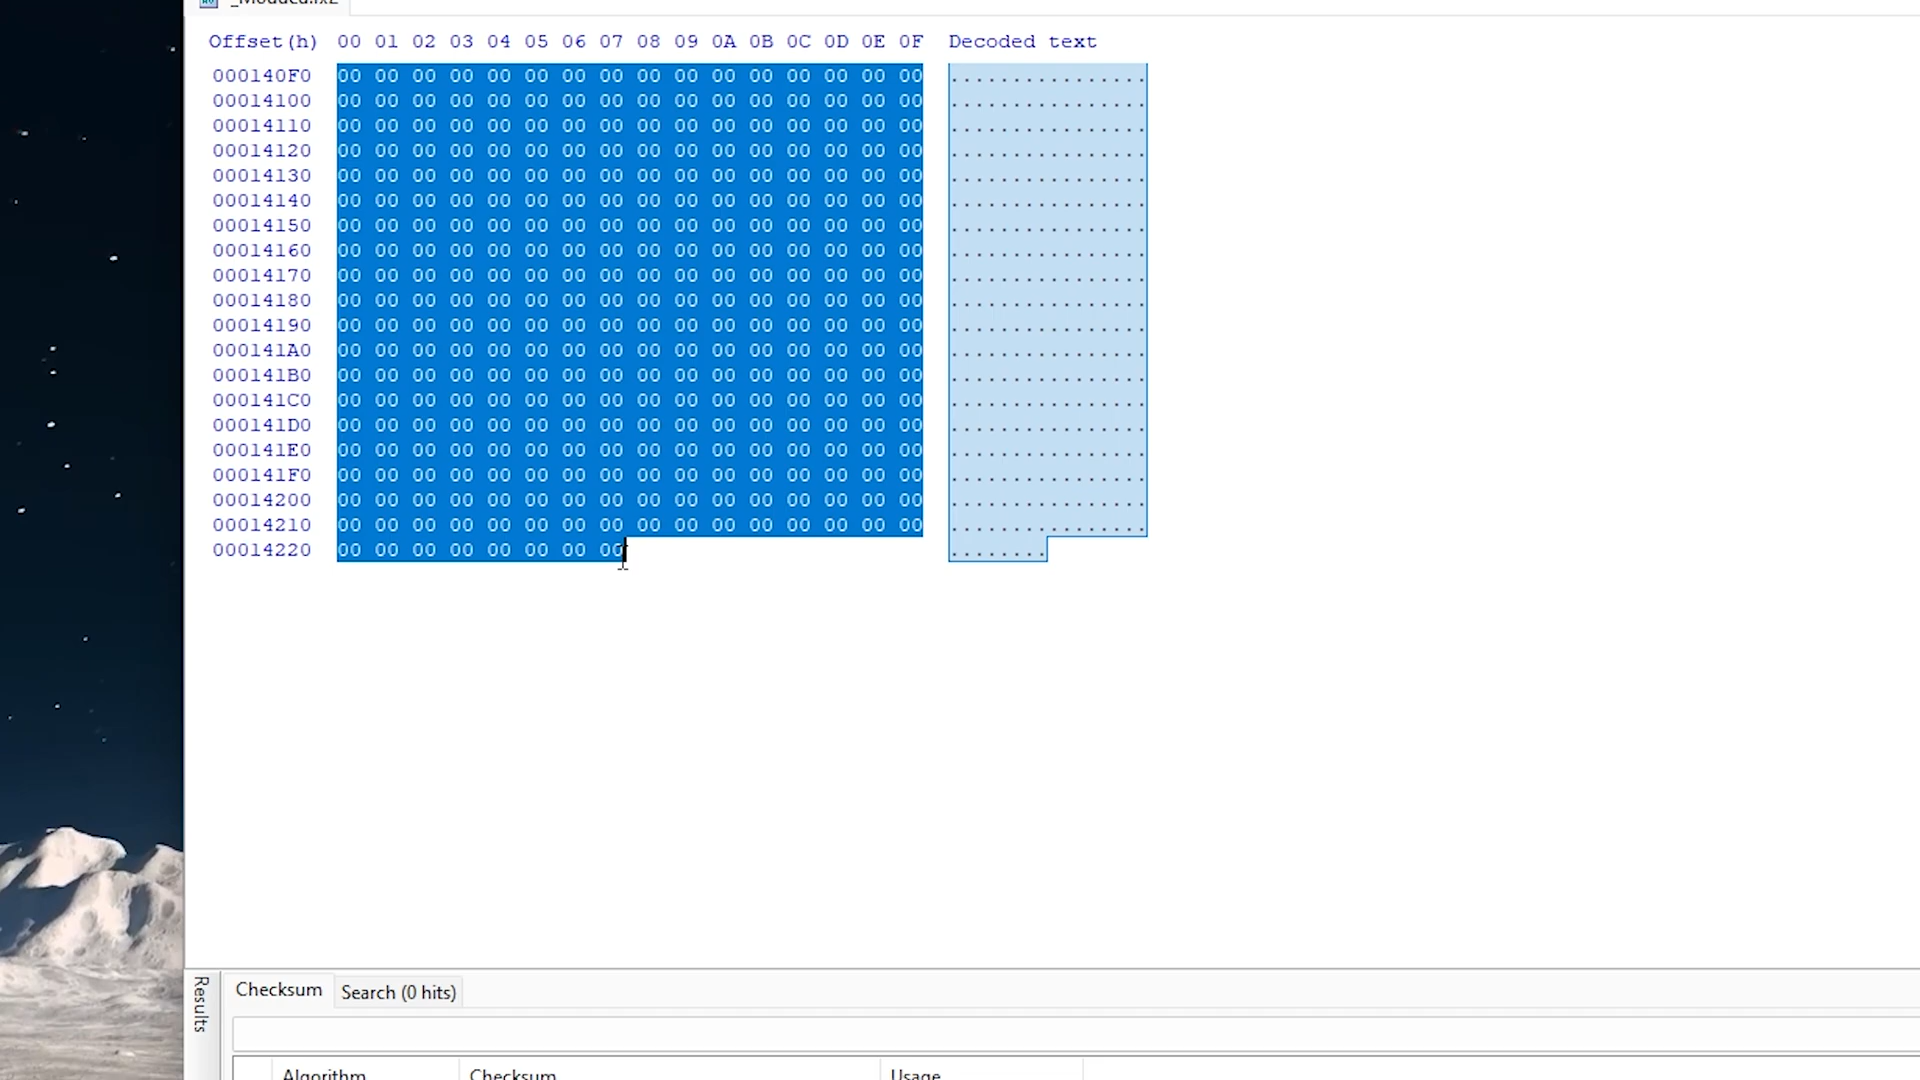 Offset(h) 00 01 02 03 04 05 06 07 08 09 0A 0B 0C 0D 0E 0F Decoded text
000140F0 00 00 00 00 00 00 00 00 00 00 00 00 00 00 00 00 ................
00014100 00 00 00 00 00 00 00 00 00 00 00 00 00 00 00 00 ................
00014110 00 00 00 00 00 00 00 00 00 00 00 00 00 00 00 00 ................
00014120 00 00 00 00 00 00 00 00 00 00 00 00 00 00 00 00 ................
00014130 00 00 00 00 00 00 00 00 00 00 00 00 00 00 00 00 ................
00014140 00 00 00 00 00 00 00 00 00 00 00 00 00 00 00 00 ................
00014150 00 00 00 00 00 00 00 00 00 00 00 00 00 00 00 00 ................
00014160 00 00 00 00 00 00 00 00 00 00 00 00 00 00 00 00 ................
00014170 00 00 00 00 00 00 00 00 00 00 00 00 00 00 00 00 ................
00014180 00 00 00 00 00 00 00 00 00 00 00 00 00 00 00 00 ................
00014190 00 00 00 00 00 00 00 00 00 00 00 00 00 00 00 00 ................
000141A0 00 00 00 00 00 00 00 00 00 00 00 00 00 00 00 00 ................
000141B0 00 00 00 00 00 00 00 00 00 00 00 00 00 00 00 00 ................
000141C0 00 00 00 00 00 00 00 00 00 00 00 00 00 00 00 00 ................
000141D0 00 00 00 00 00 00 00 00 00 00 00 00 00 00 00 00 ................
000141E0 00 00 00 00 00 00 00 00 00 00 00 00 00 00 00 00 ................
000141F0 00 00 00 00 00 00 00 00 00 00 00 00 00 00 00 00 ................
00014200 00 00 00 00 00 00 00 00 00 00 00 00 00 00 00 00 ................
00014210 00 00 00 00 00 00 00 00 00 00 00 00 00 00 00 00 ................
00014220 00 00 00 00 00 00 00 00 ........
Results
Checksum Search (0 hits)
Algorithm Checksum Usage